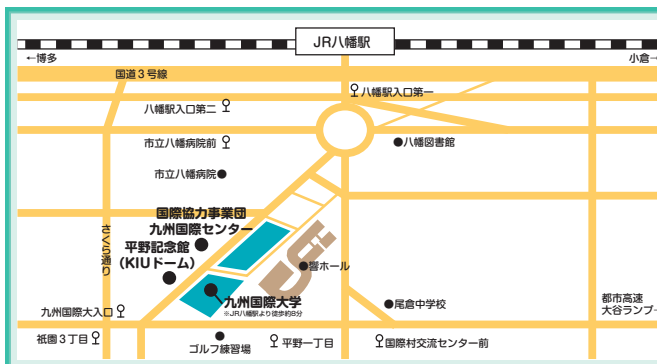 JR八幡駅
←博多
小倉→
国道3号線
八幡駅入口第一
八幡駅入口第二
市立八幡病院前
八幡図書館
市立八幡病院
国際協力事業団
九州国際センター
平野記念館
(KIUドーム)
さくら通り
響ホール
九州国際大学
※JR八幡駅より徒歩約8分
尾倉中学校
都市高速
大谷ランプ→
九州国際大入口
祇園3丁目
ゴルフ練習場
平野一丁目
国際村交流センター前